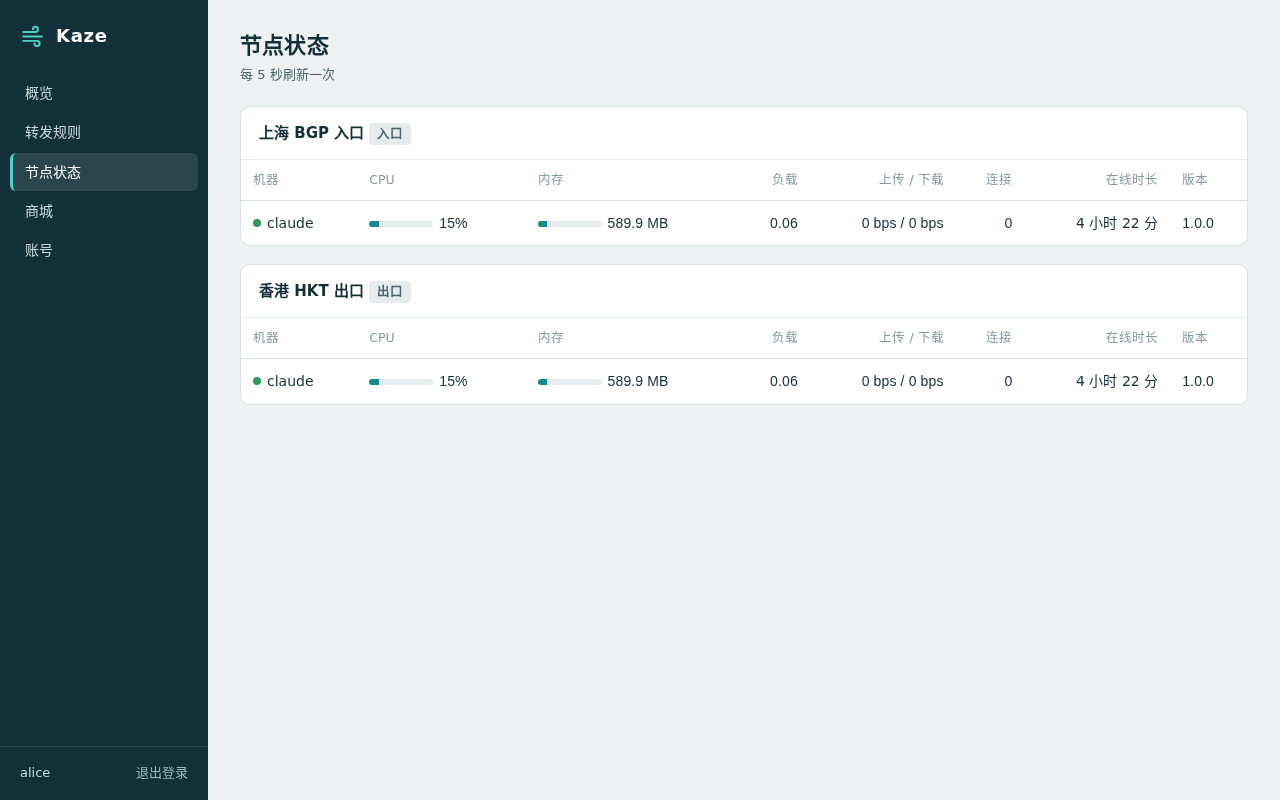 Kaze
概览
转发规则
节点状态
商城
账号
alice 退出登录
节点状态
每 5 秒刷新一次
上海 BGP 入口 入口
机器 CPU 内存 负载 上传 / 下载 连接 在线时长 版本
claude 15% 589.9 MB 0.06 0 bps / 0 bps 0 4 小时 22 分 1.0.0
香港 HKT 出口 出口
机器 CPU 内存 负载 上传 / 下载 连接 在线时长 版本
claude 15% 589.9 MB 0.06 0 bps / 0 bps 0 4 小时 22 分 1.0.0